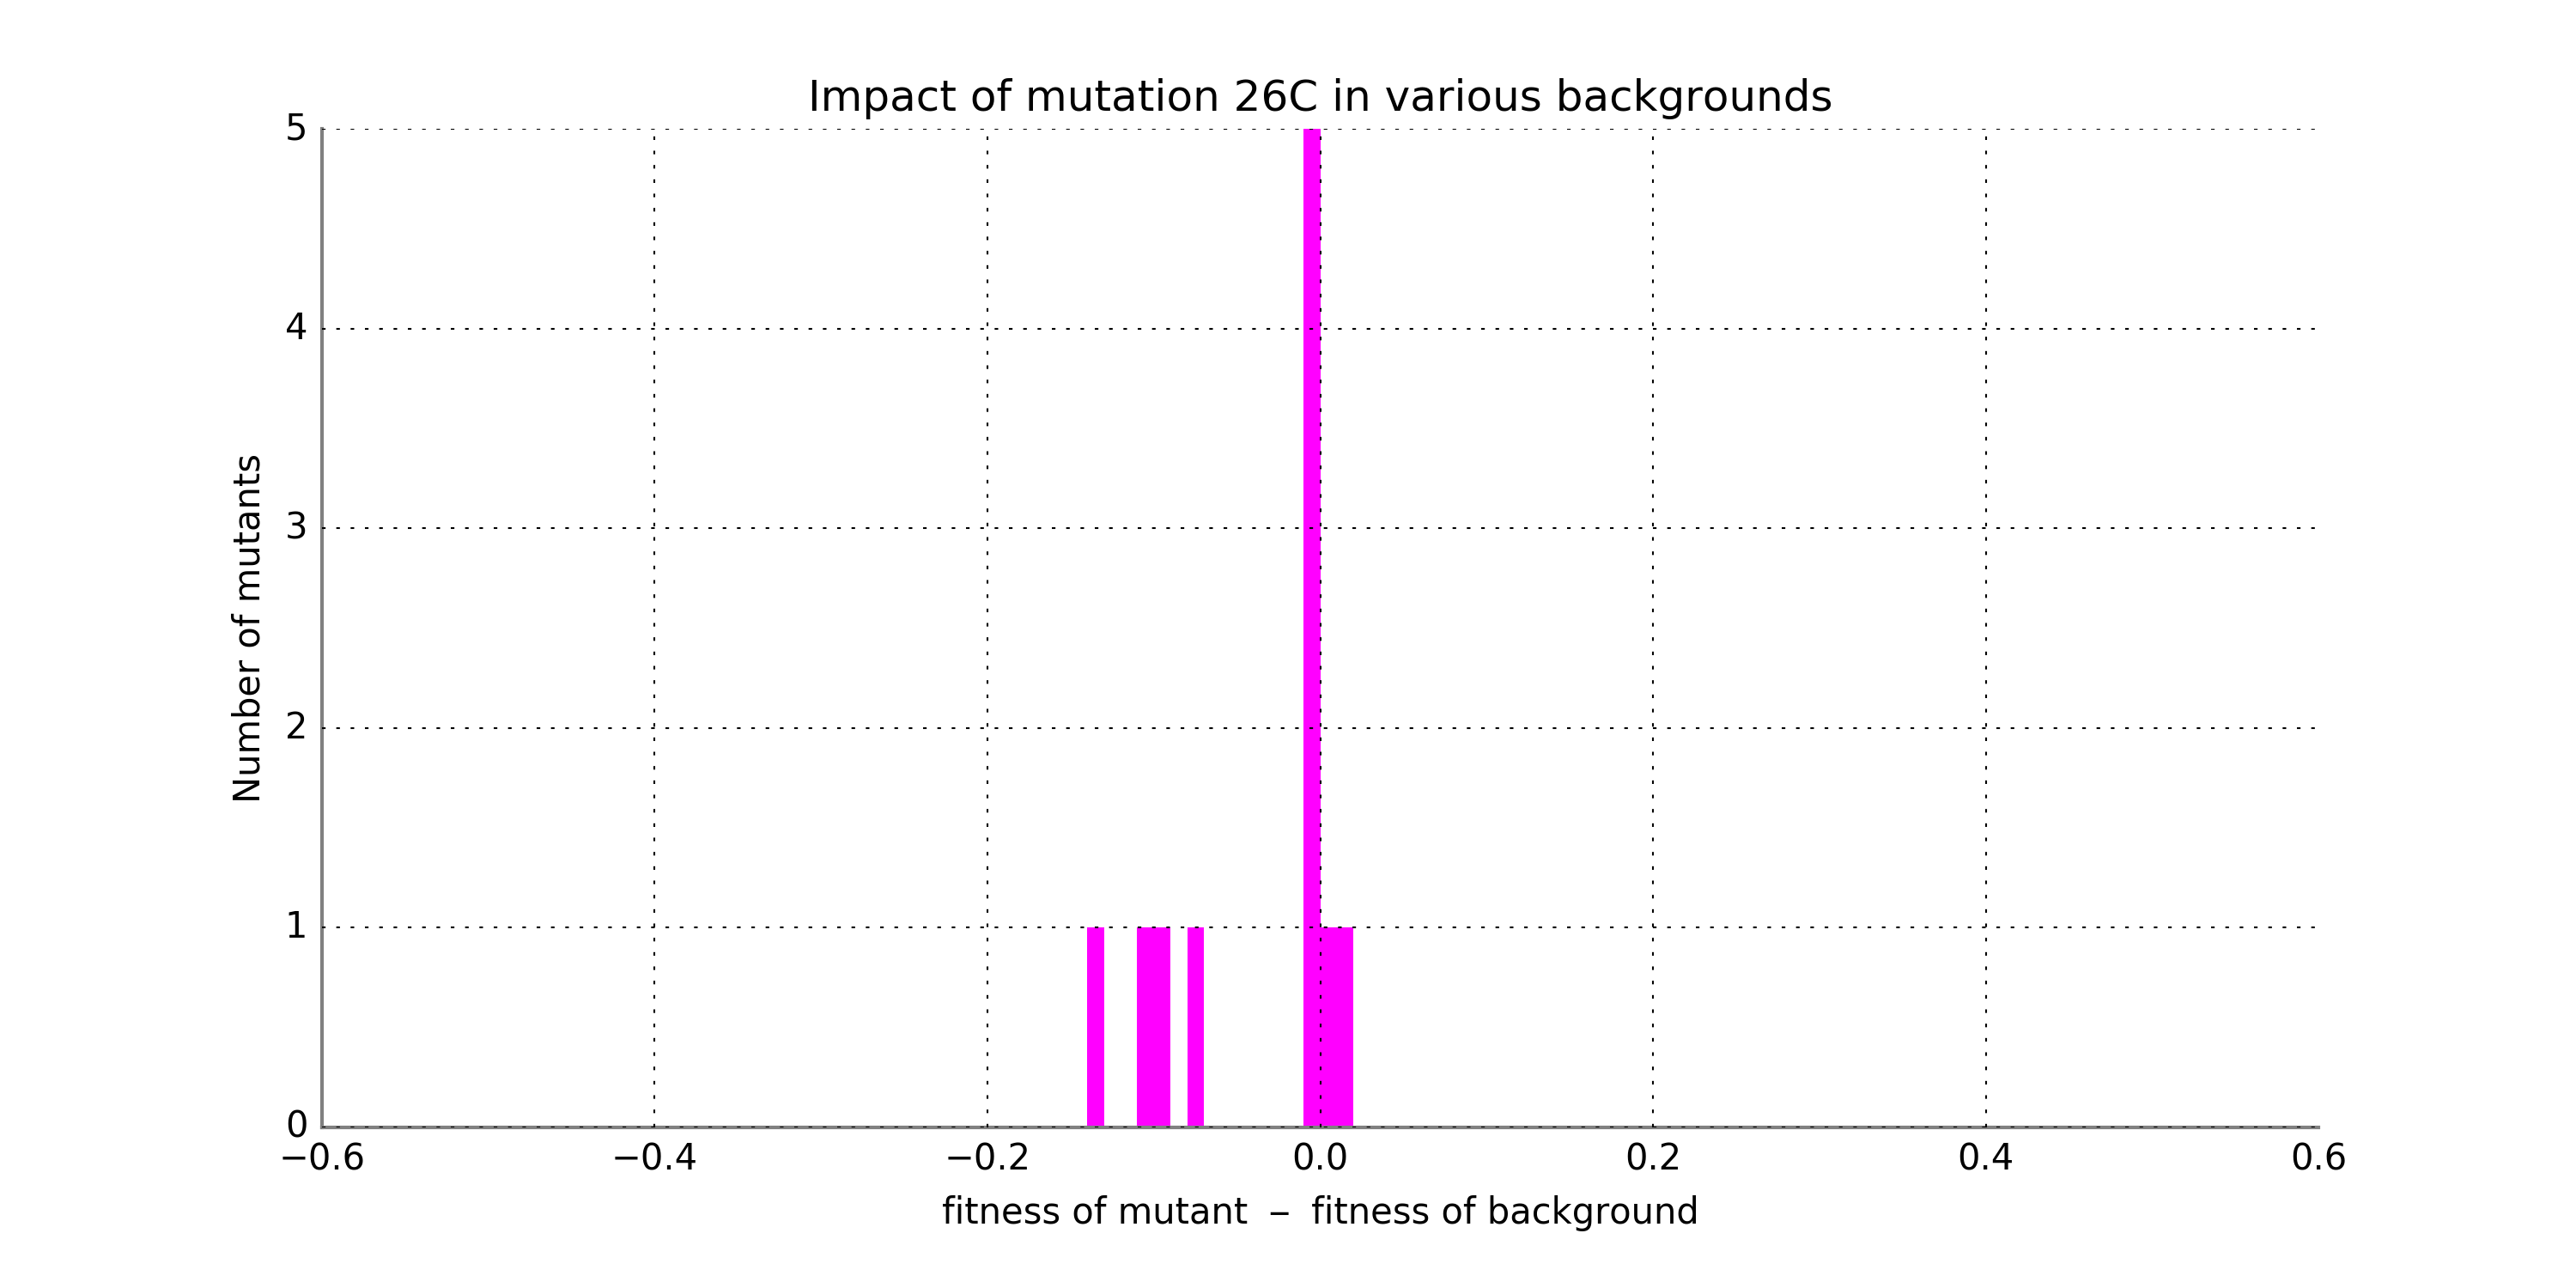 Impact of mutation 26C in various backgrounds
5
4
3
2
1
0
Number of mutants
−0.6 −0.4 −0.2 0.0 0.2 0.4 0.6
fitness of mutant − fitness of background